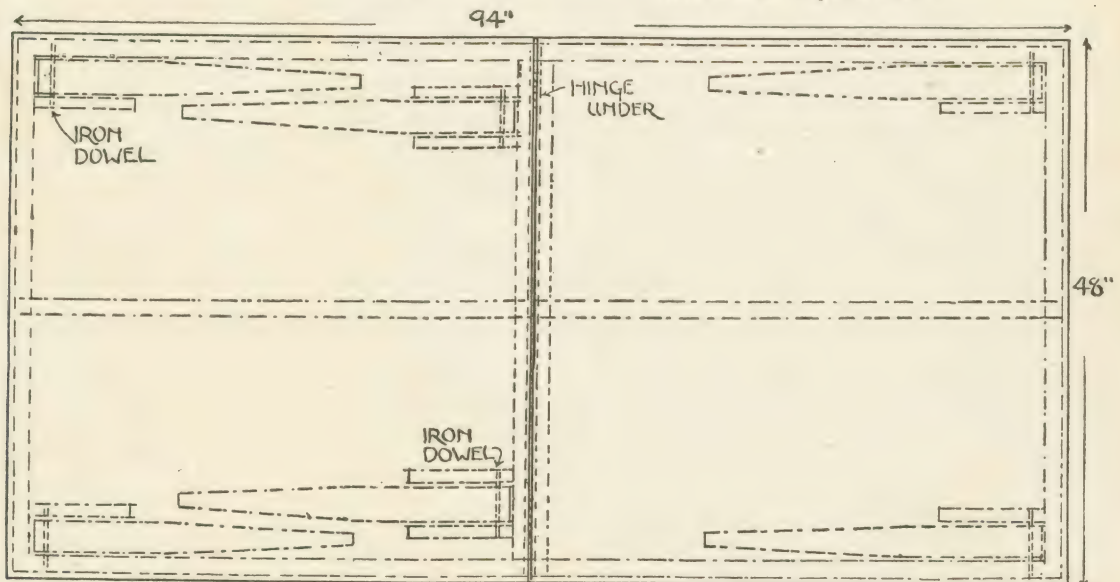 94"
HINGE
UNDER
IRON
DOWEL
48"
IRON
DOWEL